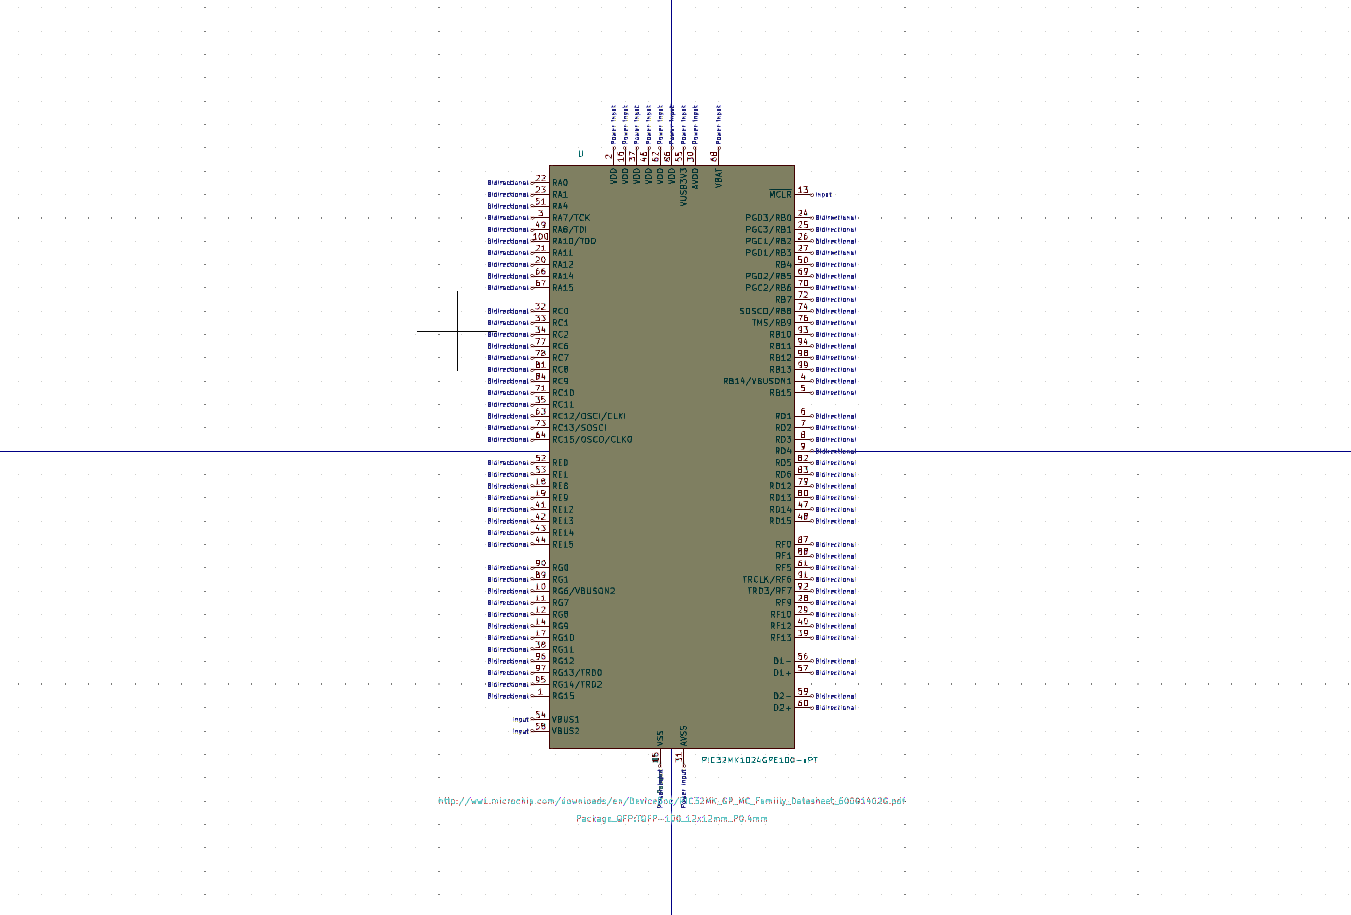 Power Input Power Input Power Input Power Input Power Input Power Input Power Input Power Input Power Input
2 16 37 46 62 55 30 68
U
VDD VDD VDD VDD VDD VDD VUSB3V3 AVDD VBAT
Bidirectional 22 RA0
Bidirectional 23 RA1 MCLR 13 Input
Bidirectional 51 RA4
Bidirectional 3 RA7/TCK PGD3/RB0 24 Bidirectional
Bidirectional 49 RA8/TDI PGC3/RB1 25 Bidirectional
Bidirectional 100 RA10/TDO PGC1/RB2 26 Bidirectional
Bidirectional 21 RA11 PGD1/RB3 27 Bidirectional
Bidirectional 20 RA12 RB4 50 Bidirectional
Bidirectional 66 RA14 PGD2/RB5 69 Bidirectional
Bidirectional 67 RA15 PGC2/RB6 70 Bidirectional
RB7 72 Bidirectional
Bidirectional 32 RC0 SOSCO/RB8 74 Bidirectional
Bidirectional 33 RC1 TMS/RB9 76 Bidirectional
Bidirectional 34 RC2 RB10 93 Bidirectional
Bidirectional 77 RC6 RB11 94 Bidirectional
Bidirectional 78 RC7 RB12 98 Bidirectional
Bidirectional 81 RC8 RB13 99 Bidirectional
Bidirectional 84 RC9 RB14/VBUSON1 4 Bidirectional
Bidirectional 71 RC10 RB15 5 Bidirectional
Bidirectional 35 RC11
Bidirectional 63 RC12/OSCI/CLKI RD1 6 Bidirectional
Bidirectional 73 RC13/SOSCI RD2 7 Bidirectional
Bidirectional 64 RC15/OSCO/CLKO RD3 8 Bidirectional
RD4 9 Bidirectional
Bidirectional 52 RE0 RD5 82 Bidirectional
Bidirectional 53 RE1 RD6 83 Bidirectional
Bidirectional 18 RE8 RD12 79 Bidirectional
Bidirectional 19 RE9 RD13 80 Bidirectional
Bidirectional 41 RE12 RD14 47 Bidirectional
Bidirectional 42 RE13 RD15 48 Bidirectional
Bidirectional 43 RE14
Bidirectional 44 RE15 RF0 87 Bidirectional
RF1 88 Bidirectional
Bidirectional 90 RG0 RF5 61 Bidirectional
Bidirectional 89 RG1 TRCLK/RF6 91 Bidirectional
Bidirectional 10 RG6/VBUSON2 TRD3/RF7 92 Bidirectional
Bidirectional 11 RG7 RF9 28 Bidirectional
Bidirectional 12 RG8 RF10 29 Bidirectional
Bidirectional 14 RG9 RF12 40 Bidirectional
Bidirectional 17 RG10 RF13 39 Bidirectional
Bidirectional 38 RG11
Bidirectional 96 RG12 D1- 56 Bidirectional
Bidirectional 97 RG13/TRD0 D1+ 57 Bidirectional
Bidirectional 95 RG14/TRD2
Bidirectional 1 RG15 D2- 59 Bidirectional
D2+ 60 Bidirectional
Input 54 VBUS1
Input 58 VBUS2
VSS AVSS
31 PIC32MK1024GPE100-xPT
Power Input
http://ww1.microchip.com/downloads/en/DeviceDoc/PIC32MK_GP_MC_Family_Datasheet_60001402G.pdf
Package_QFP:TQFP-100_12x12mm_P0.4mm